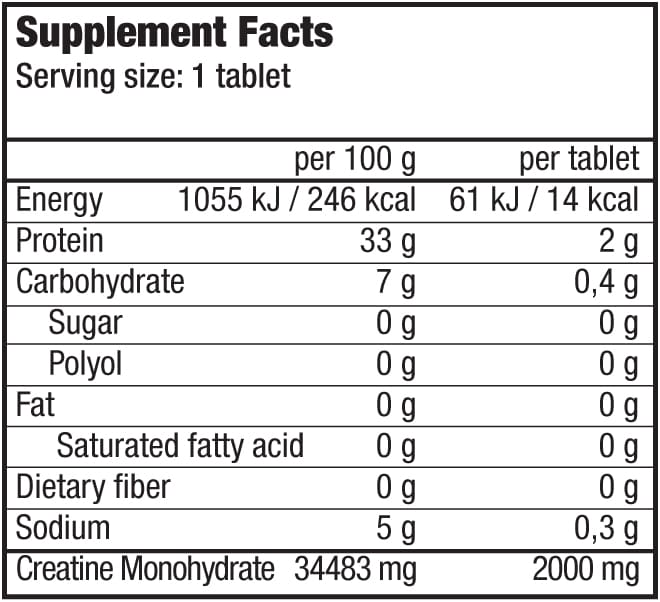 Supplement Facts
Serving size: 1 tablet
per 100 g per tablet
Energy 1055 kJ / 246 kcal 61 kJ / 14 kcal
Protein 33 g 2 g
Carbohydrate 7 g 0,4 g
Sugar 0 g 0 g
Polyol 0 g 0 g
Fat 0 g 0 g
Saturated fatty acid 0 g 0 g
Dietary fiber 0 g 0 g
Sodium 5 g 0,3 g
Creatine Monohydrate 34483 mg 2000 mg